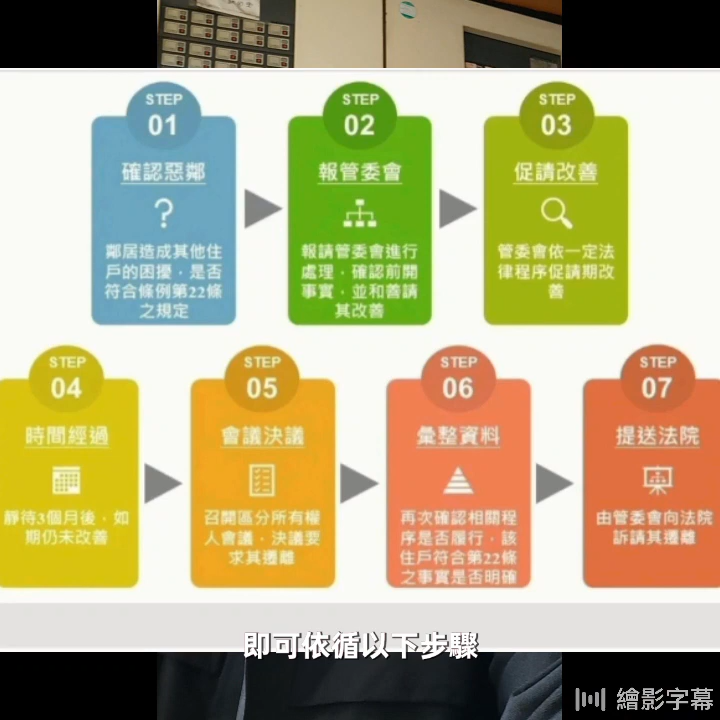 STEP
01
確認惡鄰
?
鄰居造成其他住
戶的困擾，是否
符合條例第22條
之規定
STEP
02
報管委會
報請管委會進行
處理，確認前開
事實，並和善請
其改善
STEP
03
促請改善
管委會依一定法
律程序促請期改
善
STEP
04
時間經過
靜待3個月後，如
期仍未改善
STEP
05
會議決議
召開區分所有權
人會議，決議要
求其遷離
STEP
06
彙整資料
再次確認相關程
序是否履行，該
住戶符合第22條
之事實是否明確
STEP
07
提送法院
由管委會向法院
訴請其遷離
即可依循以下步驟
繪影字幕